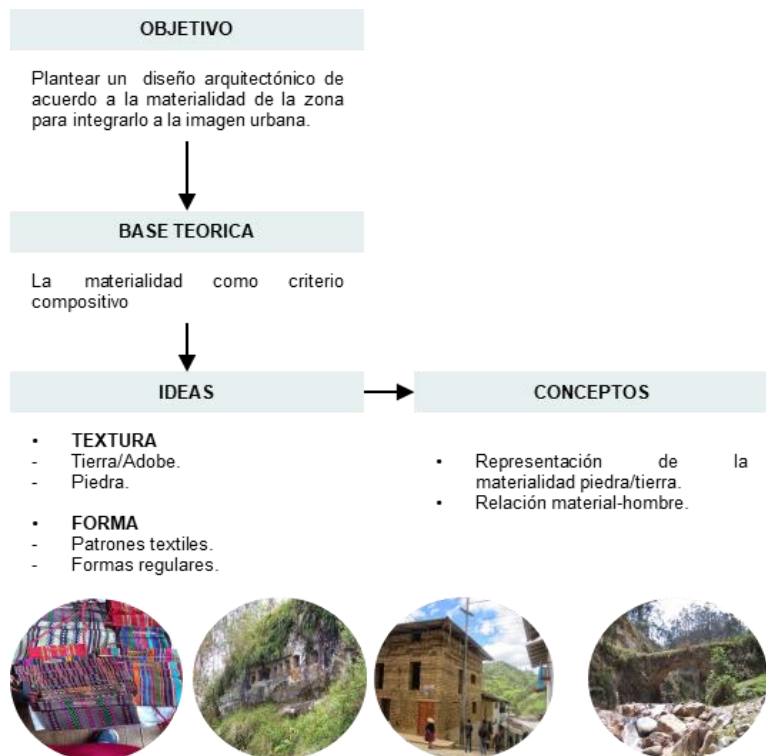 OBJETIVO
Plantear un diseño arquitectónico de
acuerdo a la materialidad de la zona
para integrarlo a la imagen urbana.
BASE TEORICA
La materialidad como criterio
compositivo
IDEAS
• TEXTURA
- Tierra/Adobe.
- Piedra.
• FORMA
- Patrones textiles.
- Formas regulares.
CONCEPTOS
• Representación de la
materialidad piedra/tierra.
• Relación material-hombre.